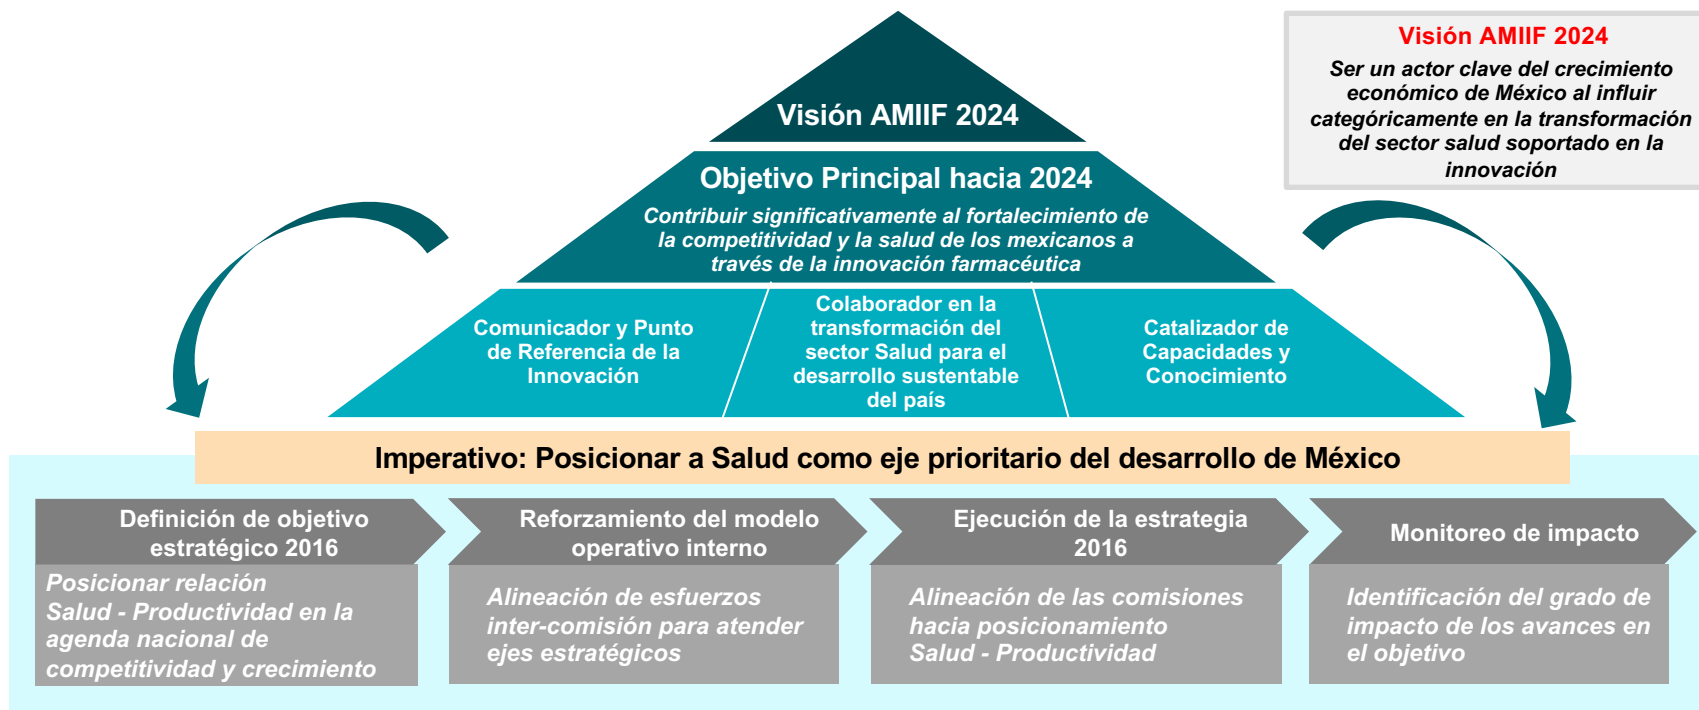 Visión AMIIF 2024
Ser un actor clave del crecimiento
económico de México al influir
categóricamente en la transformación
del sector salud soportado en la
innovación
Visión AMIIF 2024
Objetivo Principal hacia 2024
Contribuir significativamente al fortalecimiento de
la competitividad y la salud de los mexicanos a
través de la innovación farmacéutica
Comunicador y Punto
de Referencia de la
Innovación
Colaborador en la
transformación del
sector Salud para el
desarrollo sustentable
del país
Catalizador de
Capacidades y
Conocimiento
Imperativo: Posicionar a Salud como eje prioritario del desarrollo de México
Definición de objetivo
estratégico 2016
Posicionar relación
Salud - Productividad en la
agenda nacional de
competitividad y crecimiento
Reforzamiento del modelo
operativo interno
Alineación de esfuerzos
inter-comisión para atender
ejes estratégicos
Ejecución de la estrategia
2016
Alineación de las comisiones
hacia posicionamiento
Salud - Productividad
Monitoreo de impacto
Identificación del grado de
impacto de los avances en
el objetivo